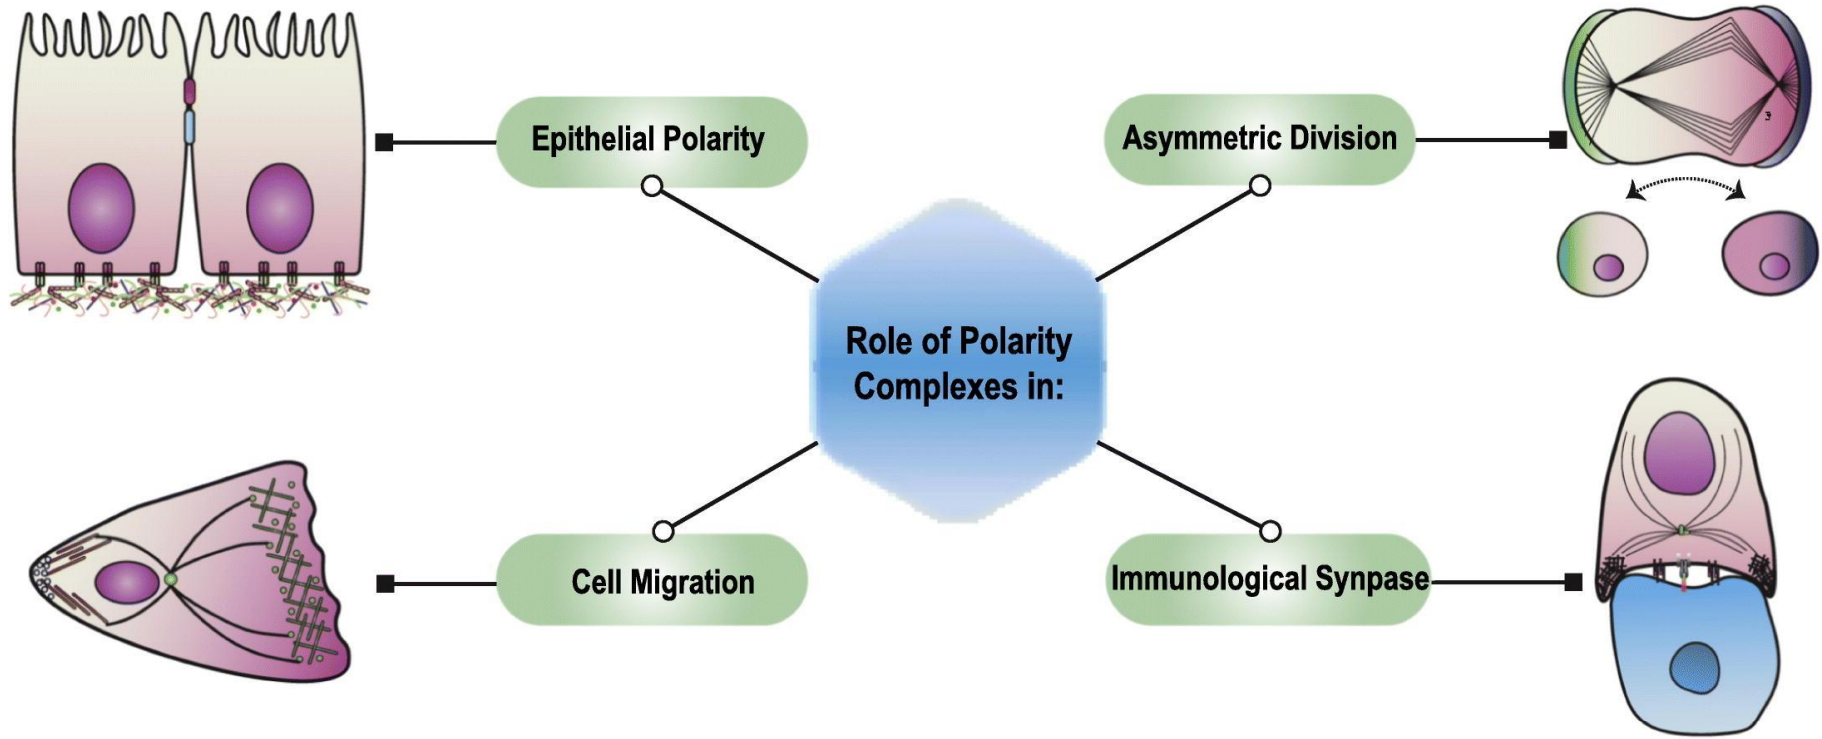 Epithelial Polarity
Asymmetric Division
Role of Polarity
Complexes in:
Cell Migration
Immunological Synpase